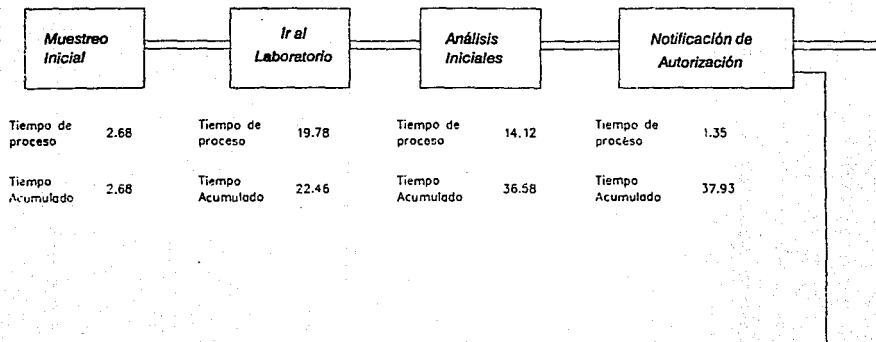 Muestreo
Inicial
Ir al
Laboratorio
Análisis
Iniciales
Notificación de
Autorización
Tiempo de
proceso 2.68
Tiempo de
proceso 19.78
Tiempo de
proceso 14.12
Tiempo de
proceso 1.35
Tiempo
Acumulado 2.68
Tiempo
Acumulado 22.46
Tiempo
Acumulado 36.58
Tiempo
Acumulado 37.93